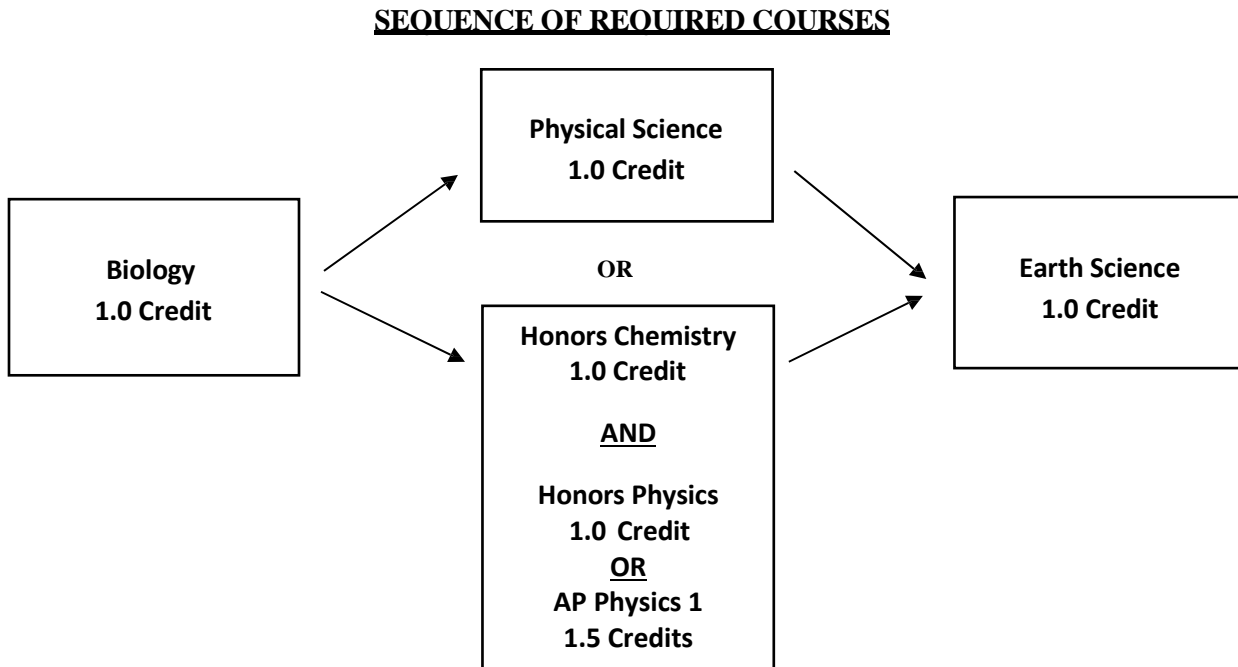 SEQUENCE OF REQUIRED COURSES
Physical Science
1.0 Credit
Biology
1.0 Credit
OR
Earth Science
1.0 Credit
Honors Chemistry
1.0 Credit
AND
Honors Physics
1.0 Credit
OR
AP Physics 1
1.5 Credits